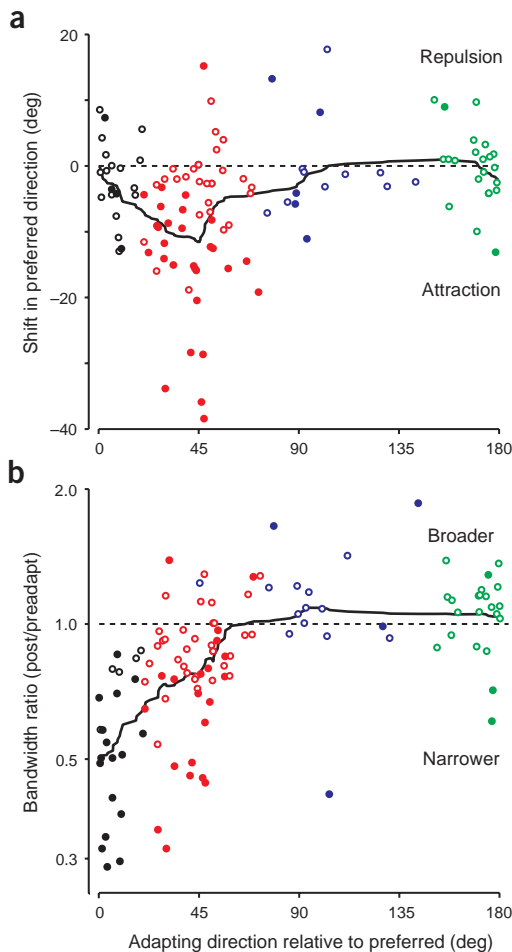 a
20
10
0
−20
−40
Shift in preferred direction (deg)
Repulsion
Attraction
0
45
90
135
180
b
2.0
1.0
0.5
0.3
Bandwidth ratio (post/preadapt)
Broader
Narrower
0
45
90
135
180
Adapting direction relative to preferred (deg)